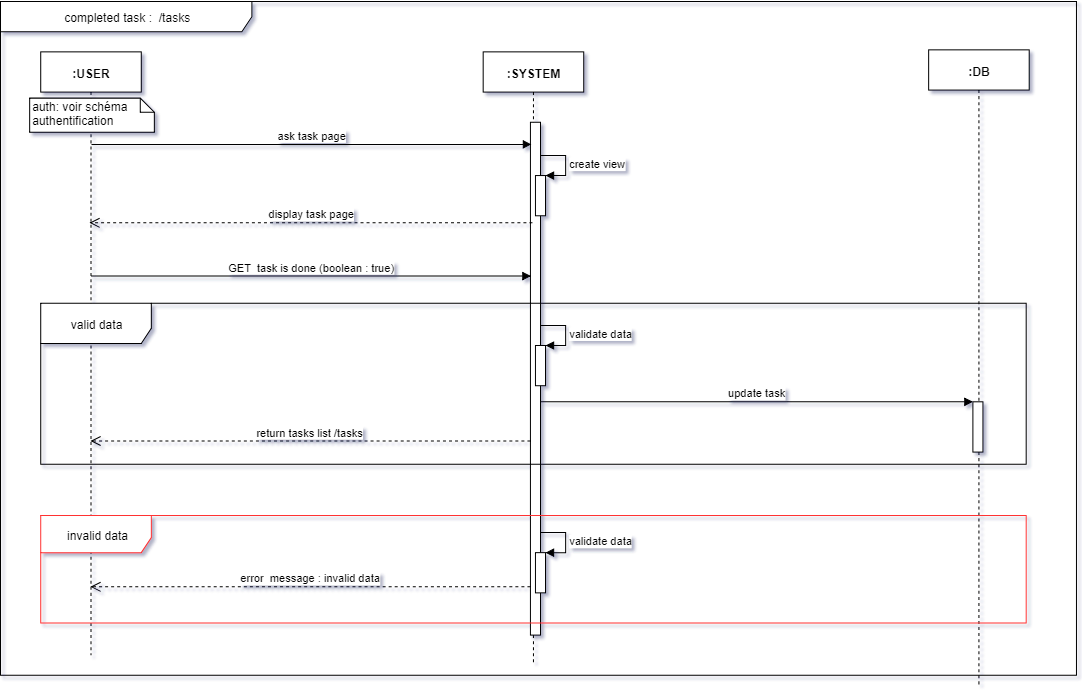 completed task : /tasks
:USER
:SYSTEM
:DB
auth: voir schéma
authentification
ask task page
create view
display task page
GET task is done (boolean : true)
valid data
validate data
update task
return tasks list /tasks
invalid data
validate data
error message : invalid data